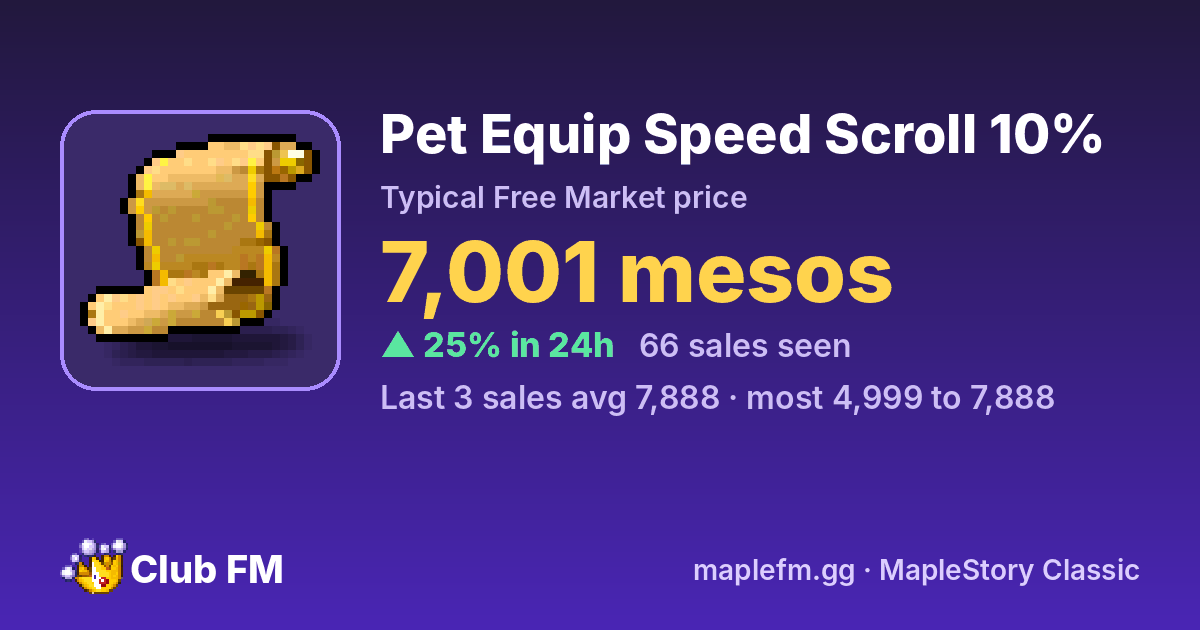 Pet Equip Speed Scroll 10%
Typical Free Market price
7,001 mesos
▲ 25% in 24h 66 sales seen
Last 3 sales avg 7,888 · most 4,999 to 7,888
Club FM
maplefm.gg · MapleStory Classic